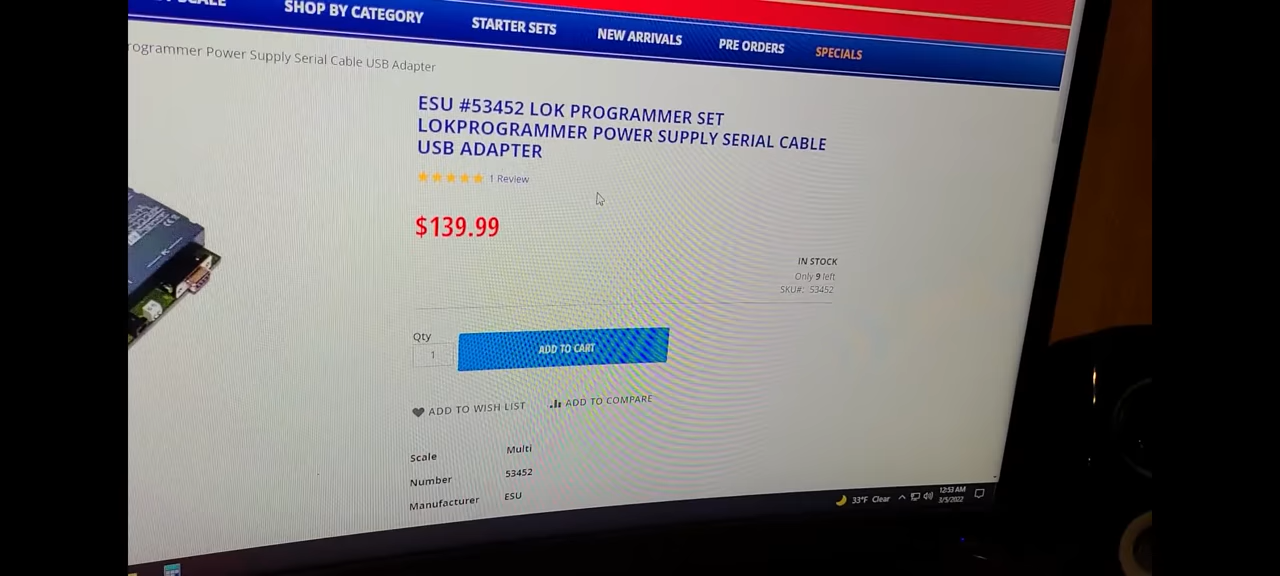 SHOP BY CATEGORY
STARTER SETS
NEW ARRIVALS
PRE ORDERS
SPECIALS
Power Supply Serial Cable USB Adapter
ESU #53452 LOK PROGRAMMER SET
LOKPROGRAMMER POWER SUPPLY SERIAL CABLE
USB ADAPTER
1 Review
$139.99
IN STOCK
Only 9 left
SKU#: 53452
Qty
1
ADD TO CART
ADD TO WISH LIST
ADD TO COMPARE
Scale Multi
Number 53452
Manufacturer ESU
33°F Clear
12:53 AM
3/5/2022